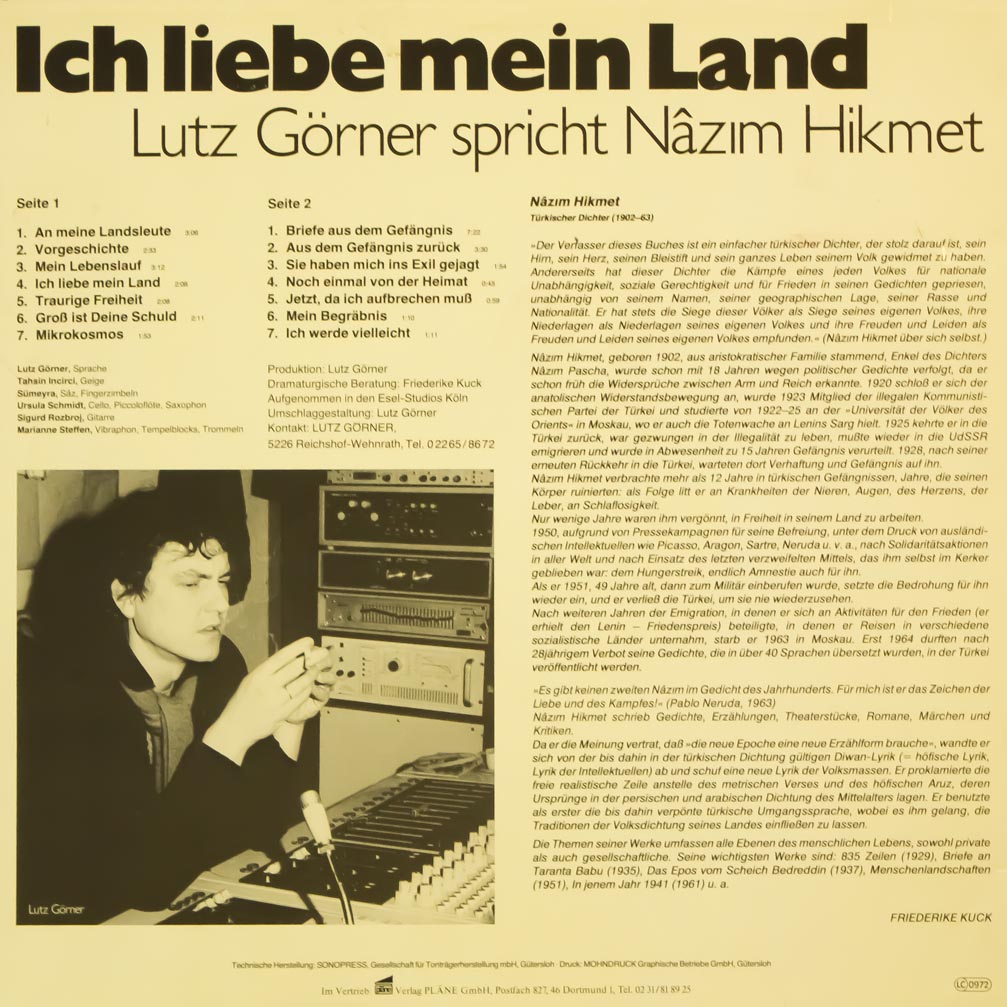 Ich liebe mein Land
Lutz Görner spricht Nâzım Hikmet
Seite 1
1. An meine Landsleute 3:06
2. Vorgeschichte 2:33
3. Mein Lebenslauf 3:12
4. Ich liebe mein Land 2:08
5. Traurige Freiheit 2:08
6. Groß ist Deine Schuld 2:11
7. Mikrokosmos 1:53
Lutz Görner, Sprache
Tahsin Incirci, Geige
Sümeyra, Sâz, Fingerzimbeln
Ursula Schmidt, Cello, Piccoloflöte, Saxophon
Sigurd Rozbroj, Gitarre
Marianne Steffen, Vibraphon, Tempelblocks, Trommeln
Seite 2
1. Briefe aus dem Gefängnis 7:22
2. Aus dem Gefängnis zurück 3:30
3. Sie haben mich ins Exil gejagt 1:54
4. Noch einmal von der Heimat 0:43
5. Jetzt, da ich aufbrechen muß 0:59
6. Mein Begräbnis 1:10
7. Ich werde vielleicht 1:11
Produktion: Lutz Görner
Dramaturgische Beratung: Friederike Kuck
Aufgenommen in den Esel-Studios Köln
Umschlaggestaltung: Lutz Görner
Kontakt: LUTZ GÖRNER,
5226 Reichshof-Wehnrath, Tel. 02265/8672
Lutz Görner
Nâzım Hikmet
Türkischer Dichter (1902–63)
»Der Verfasser dieses Buches ist ein einfacher türkischer Dichter, der stolz darauf ist, sein
Hirn, sein Herz, seinen Bleistift und sein ganzes Leben seinem Volk gewidmet zu haben.
Andererseits hat dieser Dichter die Kämpfe eines jeden Volkes für nationale
Unabhängigkeit, soziale Gerechtigkeit und für Frieden in seinen Gedichten gepriesen,
unabhängig von seinem Namen, seiner geographischen Lage, seiner Rasse und
Nationalität. Er hat stets die Siege dieser Völker als Siege seines eigenen Volkes, ihre
Niederlagen als Niederlagen seines eigenen Volkes und ihre Freuden und Leiden als
Freuden und Leiden seines eigenen Volkes empfunden.« (Nâzim Hikmet über sich selbst.)
Nâzım Hikmet, geboren 1902, aus aristokratischer Familie stammend, Enkel des Dichters
Nâzım Pascha, wurde schon mit 18 Jahren wegen politischer Gedichte verfolgt, da er
schon früh die Widersprüche zwischen Arm und Reich erkannte. 1920 schloß er sich der
anatolischen Widerstandsbewegung an, wurde 1923 Mitglied der illegalen Kommunisti-
schen Partei der Türkei und studierte von 1922–25 an der »Universität der Völker des
Orients« in Moskau, wo er auch die Totenwache an Lenins Sarg hielt. 1925 kehrte er in die
Türkei zurück, war gezwungen in der Illegalität zu leben, mußte wieder in die UdSSR
emigrieren und wurde in Abwesenheit zu 15 Jahren Gefängnis verurteilt. 1928, nach seiner
erneuten Rückkehr in die Türkei, warteten dort Verhaftung und Gefängnis auf ihn.
Nâzım Hikmet verbrachte mehr als 12 Jahre in türkischen Gefängnissen, Jahre, die seinen
Körper ruinierten: als Folge litt er an Krankheiten der Nieren, Augen, des Herzens, der
Leber, an Schlaflosigkeit.
Nur wenige Jahre waren ihm vergönnt, in Freiheit in seinem Land zu arbeiten.
1950, aufgrund von Pressekampagnen für seine Befreiung, unter dem Druck von ausländi-
schen Intellektuellen wie Picasso, Aragon, Sartre, Neruda u. v. a., nach Solidaritätsaktionen
in aller Welt und nach Einsatz des letzten verzweifelten Mittels, das ihm selbst im Kerker
geblieben war: dem Hungerstreik, endlich Amnestie auch für ihn.
Als er 1951, 49 Jahre alt, dann zum Militär einberufen wurde, setzte die Bedrohung für ihn
wieder ein, und er verließ die Türkei, um sie nie wiederzusehen.
Nach weiteren Jahren der Emigration, in denen er sich an Aktivitäten für den Frieden (er
erhielt den Lenin – Friedenspreis) beteiligte, in denen er Reisen in verschiedene
sozialistische Länder unternahm, starb er 1963 in Moskau. Erst 1964 durften nach
28jährigem Verbot seine Gedichte, die in über 40 Sprachen übersetzt wurden, in der Türkei
veröffentlicht werden.
»Es gibt keinen zweiten Nâzım im Gedicht des Jahrhunderts. Für mich ist er das Zeichen der
Liebe und des Kampfes!« (Pablo Neruda, 1963)
Nâzım Hikmet schrieb Gedichte, Erzählungen, Theaterstücke, Romane, Märchen und
Kritiken.
Da er die Meinung vertrat, daß »die neue Epoche eine neue Erzählform brauche«, wandte er
sich von der bis dahin in der türkischen Dichtung gültigen Diwan-Lyrik (= höfische Lyrik,
Lyrik der Intellektuellen) ab und schuf eine neue Lyrik der Volksmassen. Er proklamierte die
freie realistische Zeile anstelle des metrischen Verses und des höfischen Aruz, deren
Ursprünge in der persischen und arabischen Dichtung des Mittelalters lagen. Er benutzte
als erster die bis dahin verpönte türkische Umgangssprache, wobei es ihm gelang, die
Traditionen der Volksdichtung seines Landes einfließen zu lassen.
Die Themen seiner Werke umfassen alle Ebenen des menschlichen Lebens, sowohl private
als auch gesellschaftliche. Seine wichtigsten Werke sind: 835 Zeilen (1929), Briefe an
Taranta Babu (1935), Das Epos vom Scheich Bedreddin (1937), Menschenlandschaften
(1951), In jenem Jahr 1941 (1961) u. a.
FRIEDERIKE KUCK
Technische Herstellung: SONOPRESS, Gesellschaft für Tonträgerherstellung mbH, Gütersloh Druck: MOHNDRUCK Graphische Betriebe GmbH, Gütersloh
Im Vertrieb Verlag PLÄNE GmbH, Postfach 827, 46 Dortmund 1, Tel. 02 31/81 89 25
LC 0972